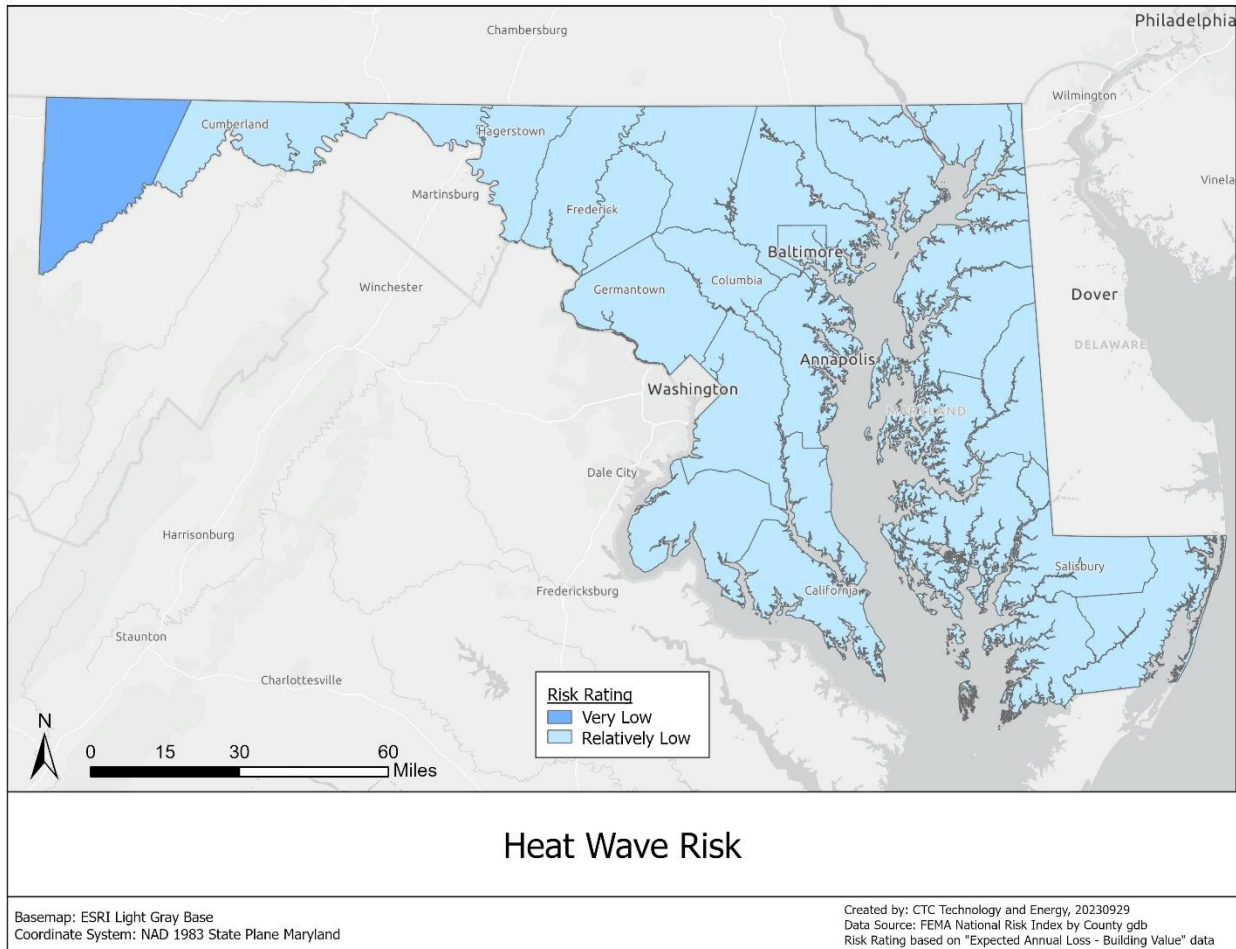 Philadelphia
Chambersburg
Wilmington
Cumberland
Hagerstown
Martinsburg
Vinela
Frederick
Baltimore
Winchester
Germantown
Columbia
Dover
DELAWARE
Annapolis
Washington
MARYLAND
Dale City
Harrisonburg
Salisbury
Fredericksburg
California
Staunton
Charlottesville
Risk Rating
Very Low
Relatively Low
N
0 15 30 60
Miles
Heat Wave Risk
Basemap: ESRI Light Gray Base
Coordinate System: NAD 1983 State Plane Maryland
Created by: CTC Technology and Energy, 20230929
Data Source: FEMA National Risk Index by County gdb
Risk Rating based on "Expected Annual Loss - Building Value" data